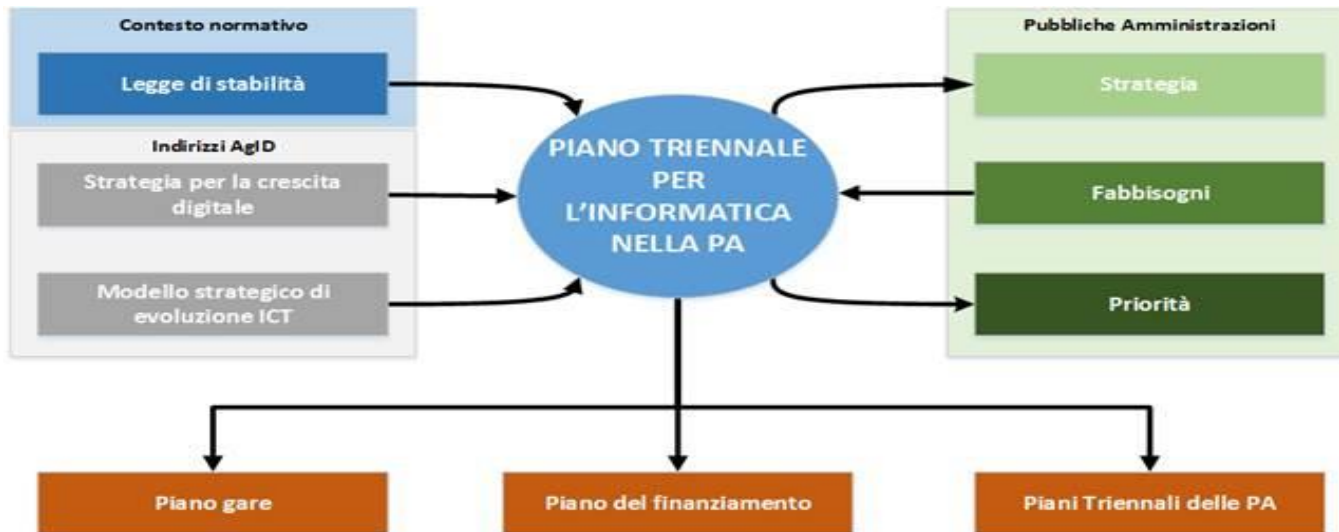 Contesto normativo
Legge di stabilità
Indirizzi AgID
Strategia per la crescita
digitale
Modello strategico di
evoluzione ICT
PIANO TRIENNALE
PER
L'INFORMATICA
NELLA PA
Pubbliche Amministrazioni
Strategia
Fabbisogni
Priorità
Piano gare
Piano del finanziamento
Piani Triennali delle PA